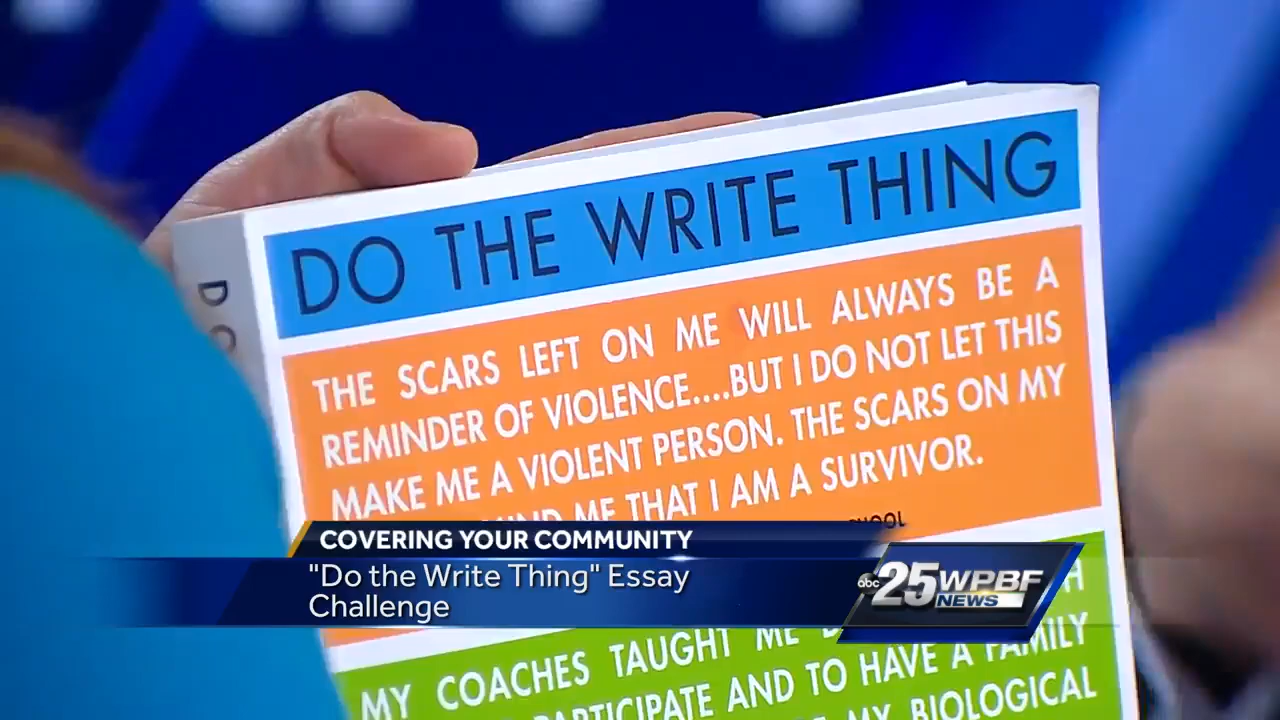 DO THE WRITE THING
DO
THE SCARS LEFT ON ME WILL ALWAYS BE A
REMINDER OF VIOLENCE....BUT I DO NOT LET THIS
MAKE ME A VIOLENT PERSON. THE SCARS ON MY
ME THAT I AM A SURVIVOR.
COVERING YOUR COMMUNITY
"Do the Write Thing" Essay
Challenge
abc 25 WPBF
NEWS
MY COACHES TAUGHT ME
PARTICIPATE AND TO HAVE A FAMILY
MY BIOLOGICAL